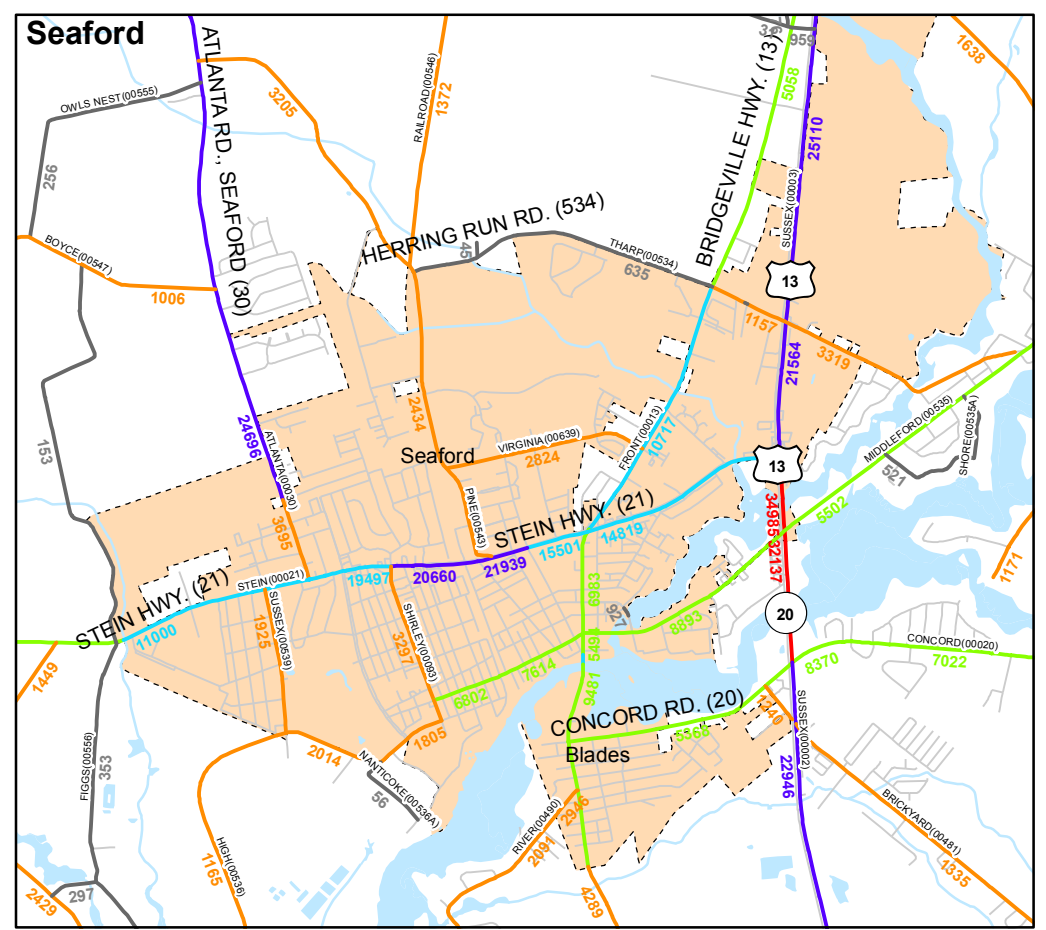 Seaford
ATLANTA RD., SEAFORD (30)
OWLS NEST(00555)
3205
RAILROAD(00546)
1372
BRIDGEVILLE HWY. (13)
959
5058
25110
1638
256
SUSSEX(00003)
HERRING RUN RD. (534)
45
THARP(00534)
635
BOYCE(00547)
1006
13
1157
3319
21564
153
24696
ATLANTA(00030)
2434
Seaford
VIRGINIA(00639)
2824
FRONT(00013)
10717
MIDDLEFORD(00535)
SHORE(00535A)
521
13
PINE(00543)
STEIN HWY. (21)
15501
14819
34985
32137
5502
3695
21939
20660
19497
STEIN(00021)
STEIN HWY. (21)
11000
1171
SUSSEX(00539)
1925
SHIRLEY(00093)
3297
6983
927
8893
20
5494
7614
6802
9481
1449
CONCORD(00020)
7022
8370
CONCORD RD. (20)
5368
1240
SUSSEX(00002)
22946
1805
2014
NANTICOKE(00536A)
56
Blades
FIGGS(00556)
353
RIVER(00490)
2091
2946
BRICKYARD(00481)
1335
HIGH(00536)
1165
297
2429
4289